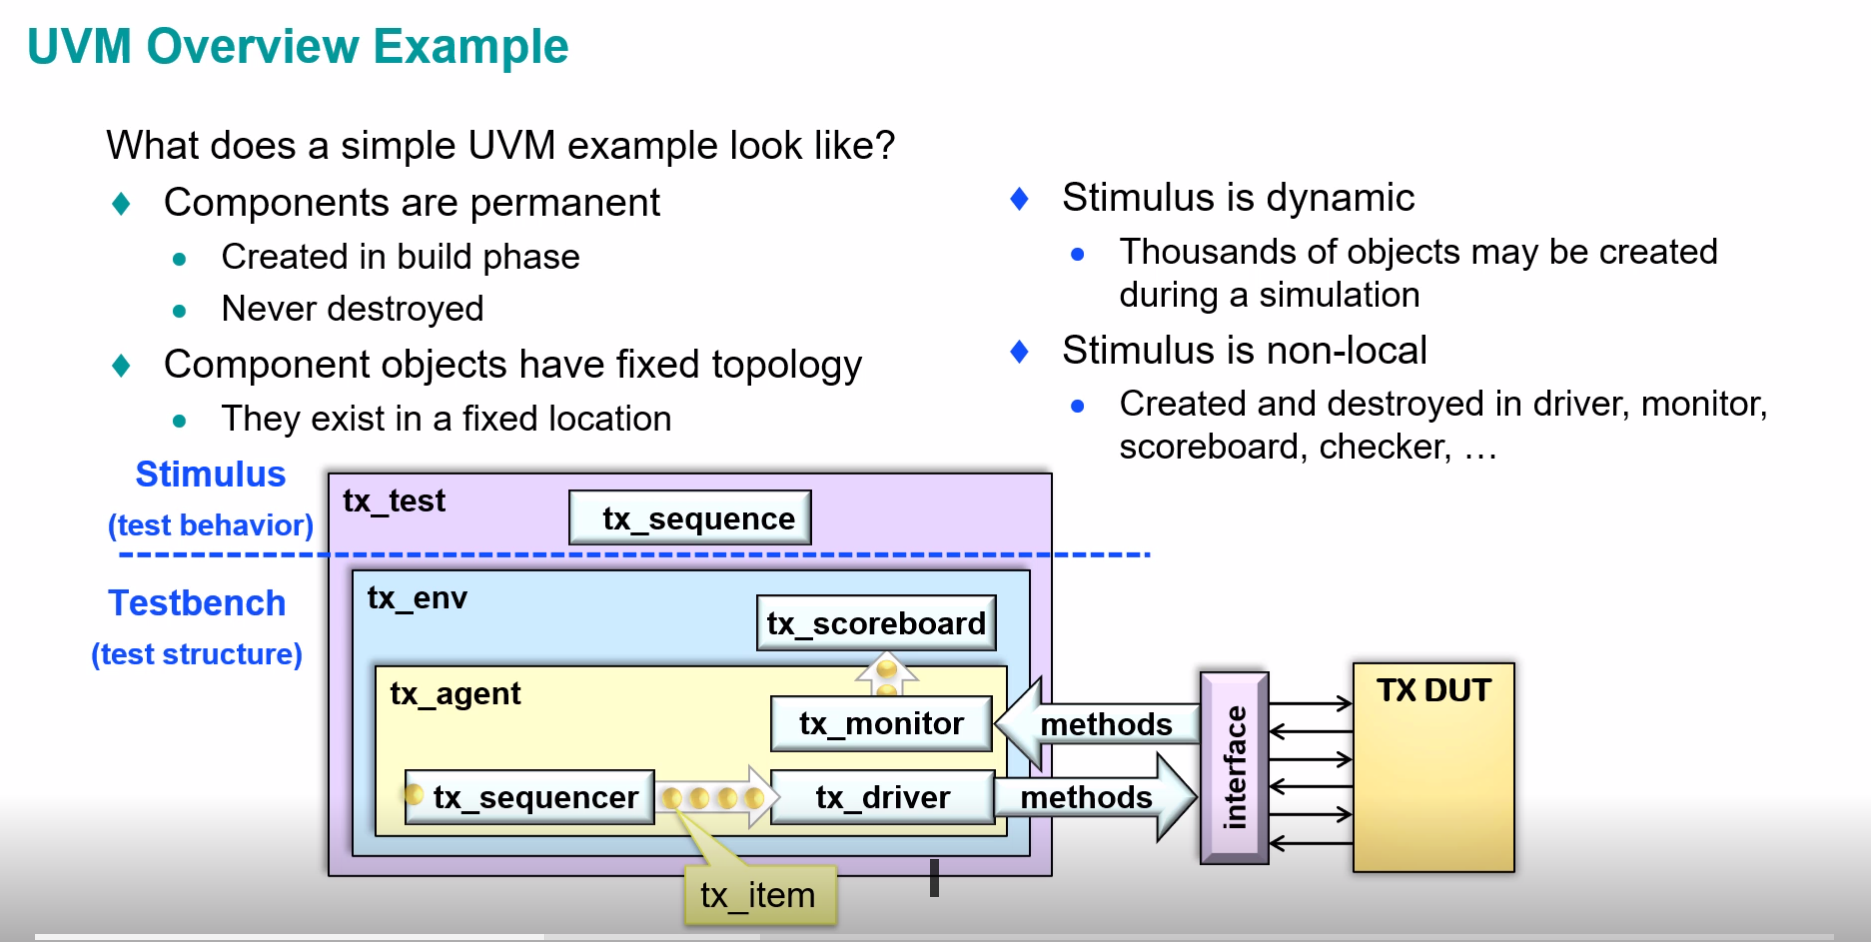 UVM Overview Example
What does a simple UVM example look like?
Components are permanent
Created in build phase
Never destroyed
Component objects have fixed topology
They exist in a fixed location
Stimulus is dynamic
Thousands of objects may be created
during a simulation
Stimulus is non-local
Created and destroyed in driver, monitor,
scoreboard, checker, …
Stimulus
(test behavior)
Testbench
(test structure)
tx_test
tx_sequence
tx_env
tx_scoreboard
tx_agent
tx_monitor
methods
tx_sequencer
tx_driver
methods
interface
TX DUT
tx_item